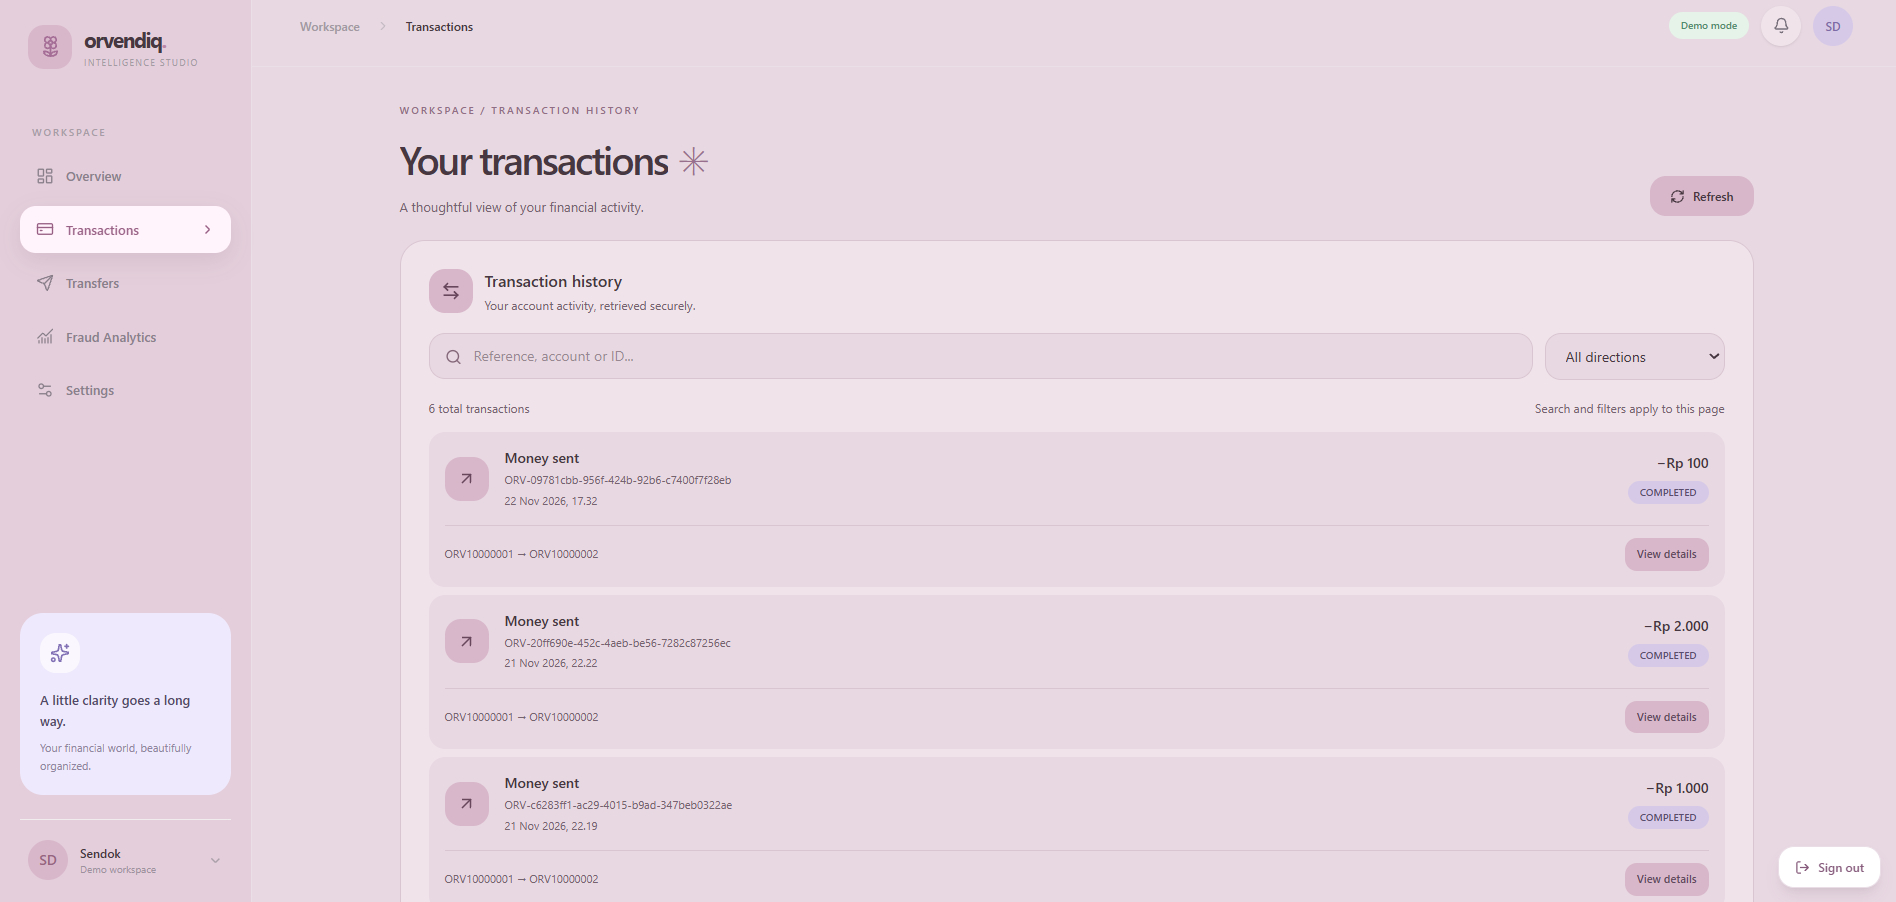 orvendiq.
INTELLIGENCE STUDIO
WORKSPACE
Overview
Transactions
Transfers
Fraud Analytics
Settings
A little clarity goes a long
way.
Your financial world, beautifully
organized.
SD
Sendok
Demo workspace
Workspace
Transactions
Demo mode
SD
WORKSPACE / TRANSACTION HISTORY
Your transactions
A thoughtful view of your financial activity.
Refresh
Transaction history
Your account activity, retrieved securely.
Reference, account or ID...
All directions
6 total transactions
Search and filters apply to this page
Money sent
ORV-09781cbb-956f-424b-92b6-c7400f7f28eb
22 Nov 2026, 17.32
−Rp 100
COMPLETED
ORV10000001 → ORV10000002
View details
Money sent
ORV-20ff690e-452c-4aeb-be56-7282c87256ec
21 Nov 2026, 22.22
−Rp 2.000
COMPLETED
ORV10000001 → ORV10000002
View details
Money sent
ORV-c6283ff1-ac29-4015-b9ad-347beb0322ae
21 Nov 2026, 22.19
−Rp 1.000
COMPLETED
ORV10000001 → ORV10000002
View details
Sign out